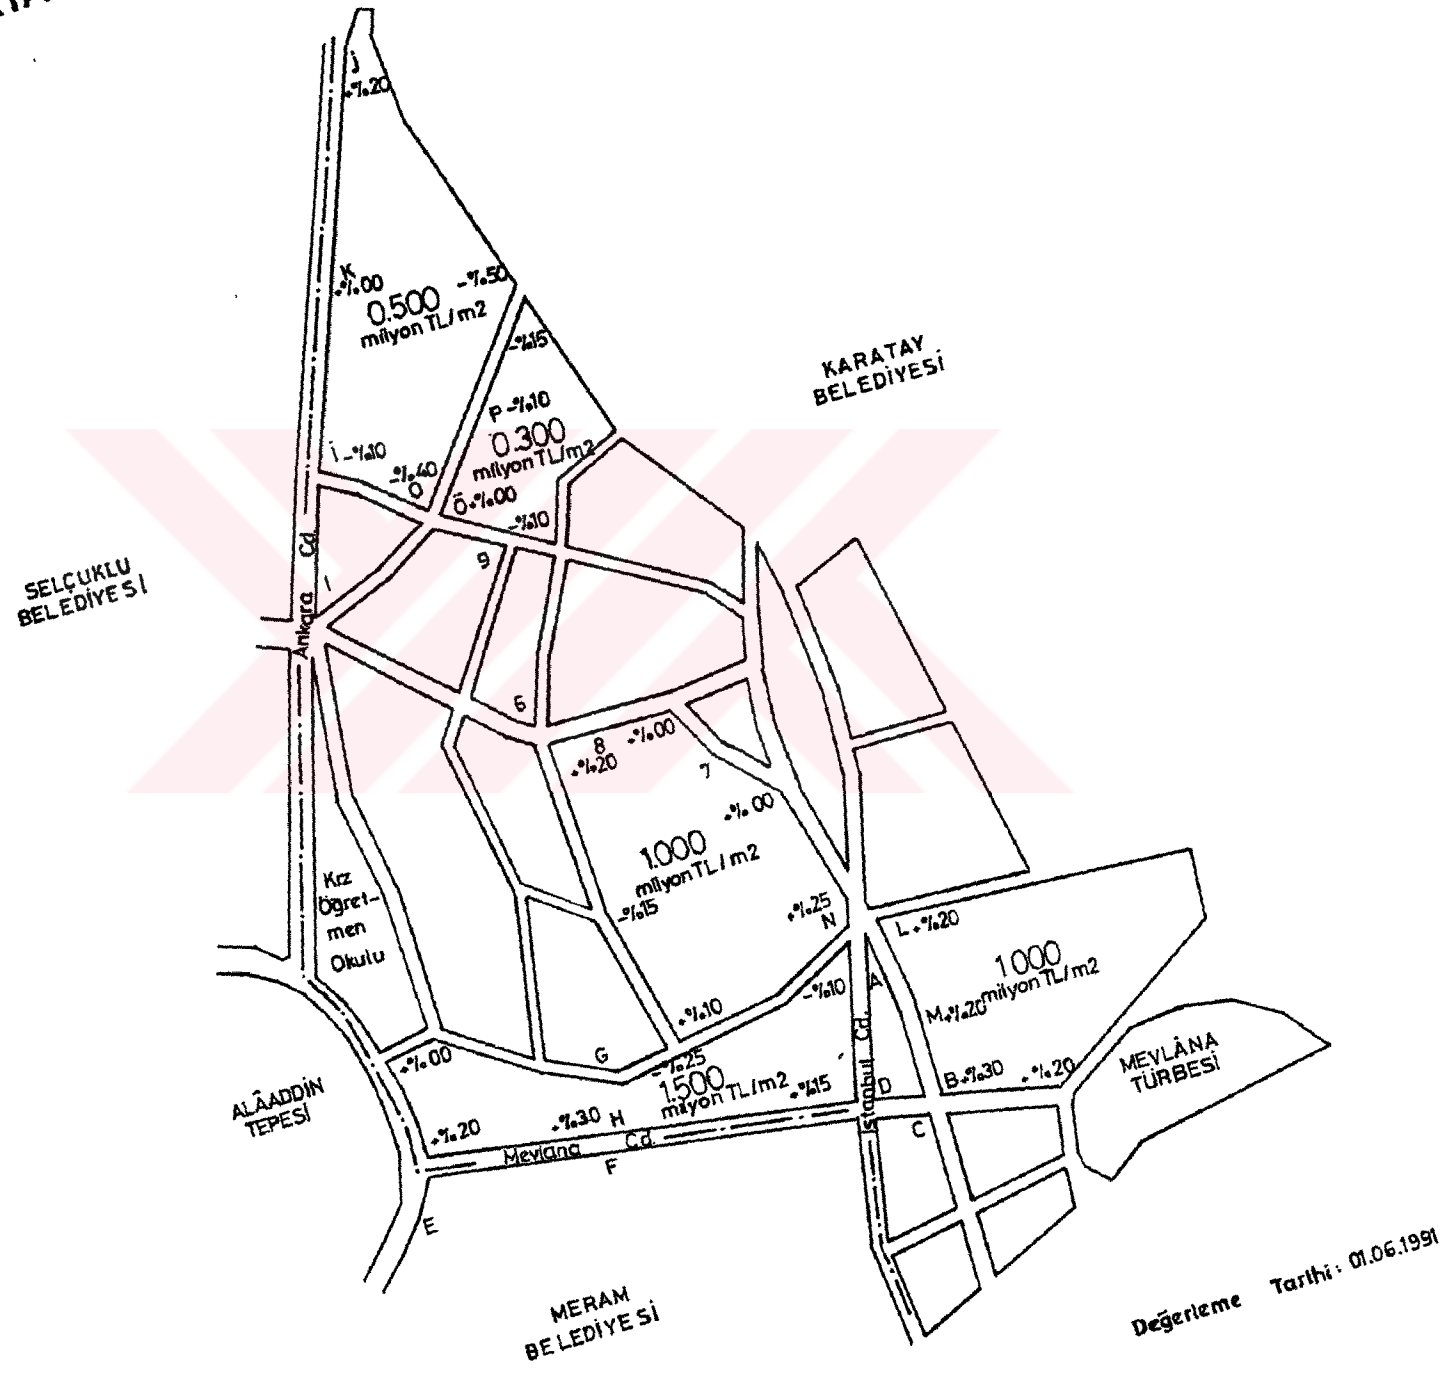 j
+%20
K
+%00
-%50
0.500
milyon TL/m2
-%15
KARATAY
BELEDİYESİ
P -%10
0.300
milyon TL/m2
İ -%10
-%40
O
Ö +%00
-%10
9
Ankara Cd
I
SELÇUKLU
BELEDİYESİ
6
8
+%00
+%20
7
+%00
1.000
milyon TL/m2
-%15
+%25
N
L +%20
Krz
Öğret-
men
Okulu
1000
milyon TL/m2
-%10
A
M +%20
+%10
İstanbul Cd.
G
+%00
-%25
1.500
milyon TL/m2
+%15
D
B +%30
+%20
MEVLÂNA
TÜRBESİ
ALÂADDİN
TEPESİ
+%20
+%30
H
C
Mevlâna Cd.
F
E
MERAM
BELEDİYESİ
Değerleme Tarihi : 01.06.1991